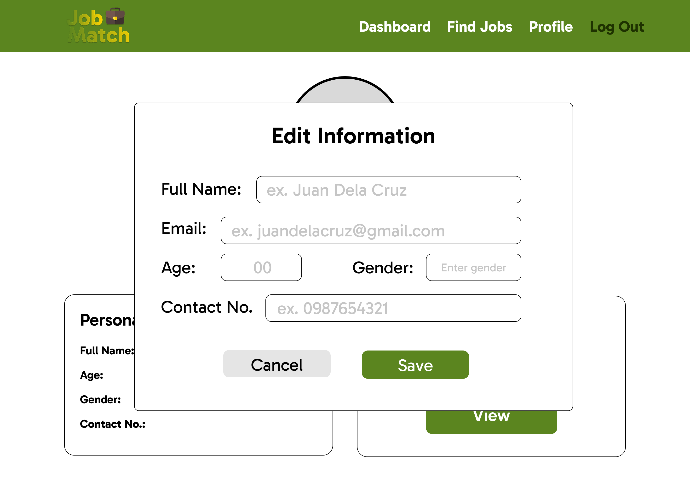 Job
Match
Dashboard Find Jobs Profile Log Out
Edit Information
Full Name: ex. Juan Dela Cruz
Email: ex. juandelacruz@gmail.com
Age: 00 Gender: Enter gender
Contact No. ex. 0987654321
Cancel Save
Persona
Full Name:
Age:
Gender:
Contact No.:
View